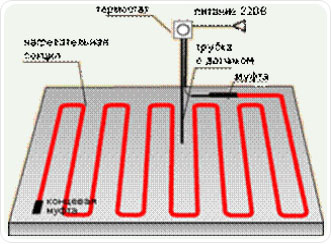 термостат
питание 220В
нагревательная
секция
трубка
с датчиком
муфта
концевая
муфта